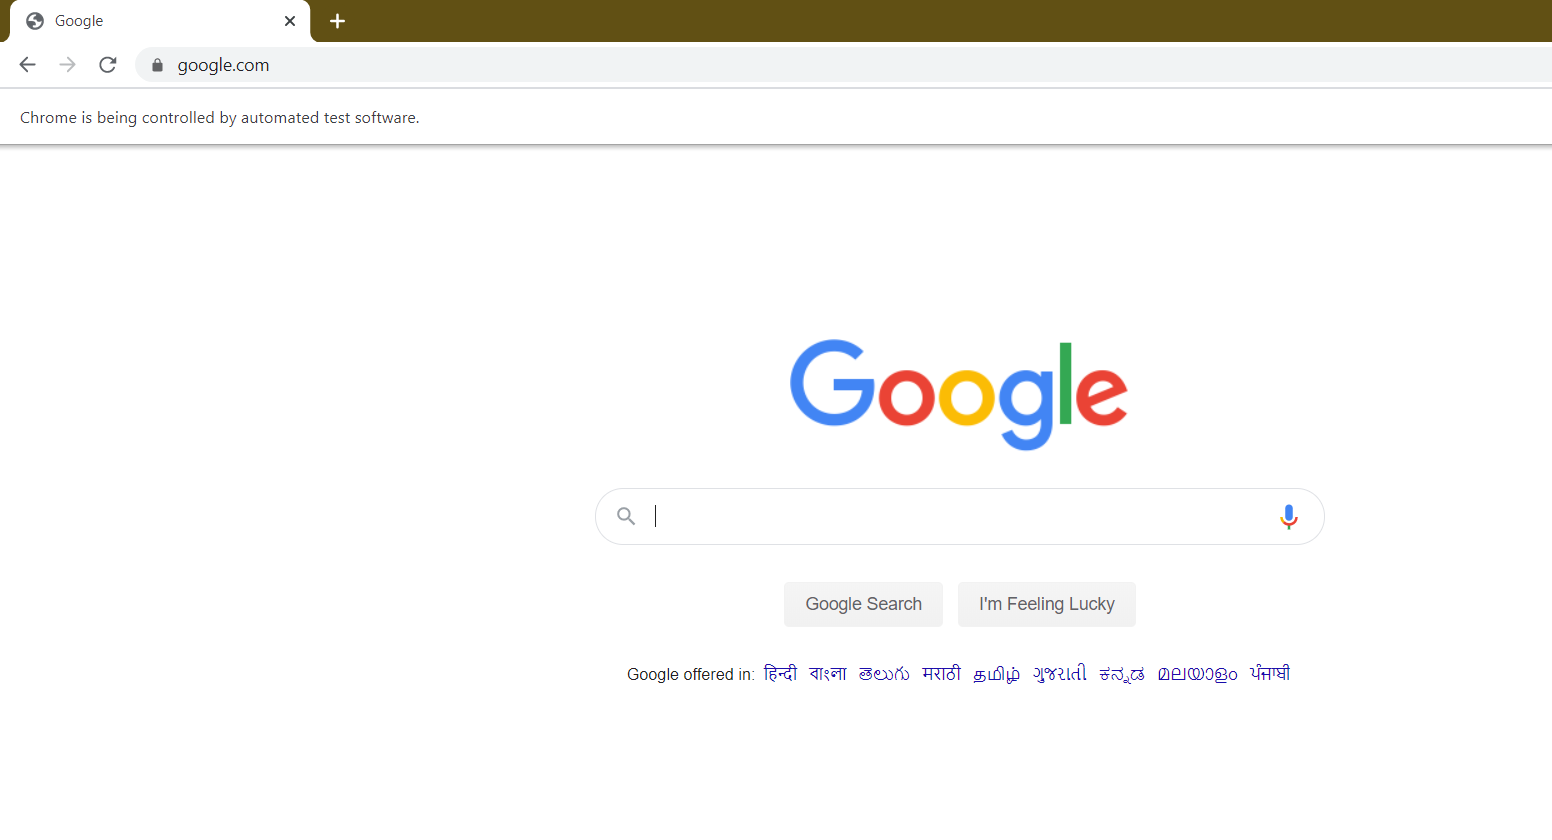 Google
google.com
Chrome is being controlled by automated test software.
Google
Google Search I'm Feeling Lucky
Google offered in: हिन्दी বাংলা తెలుగు मराठी தமிழ் ગુજરાતી ಕನ್ನಡ മലയാളം ਪੰਜਾਬੀ